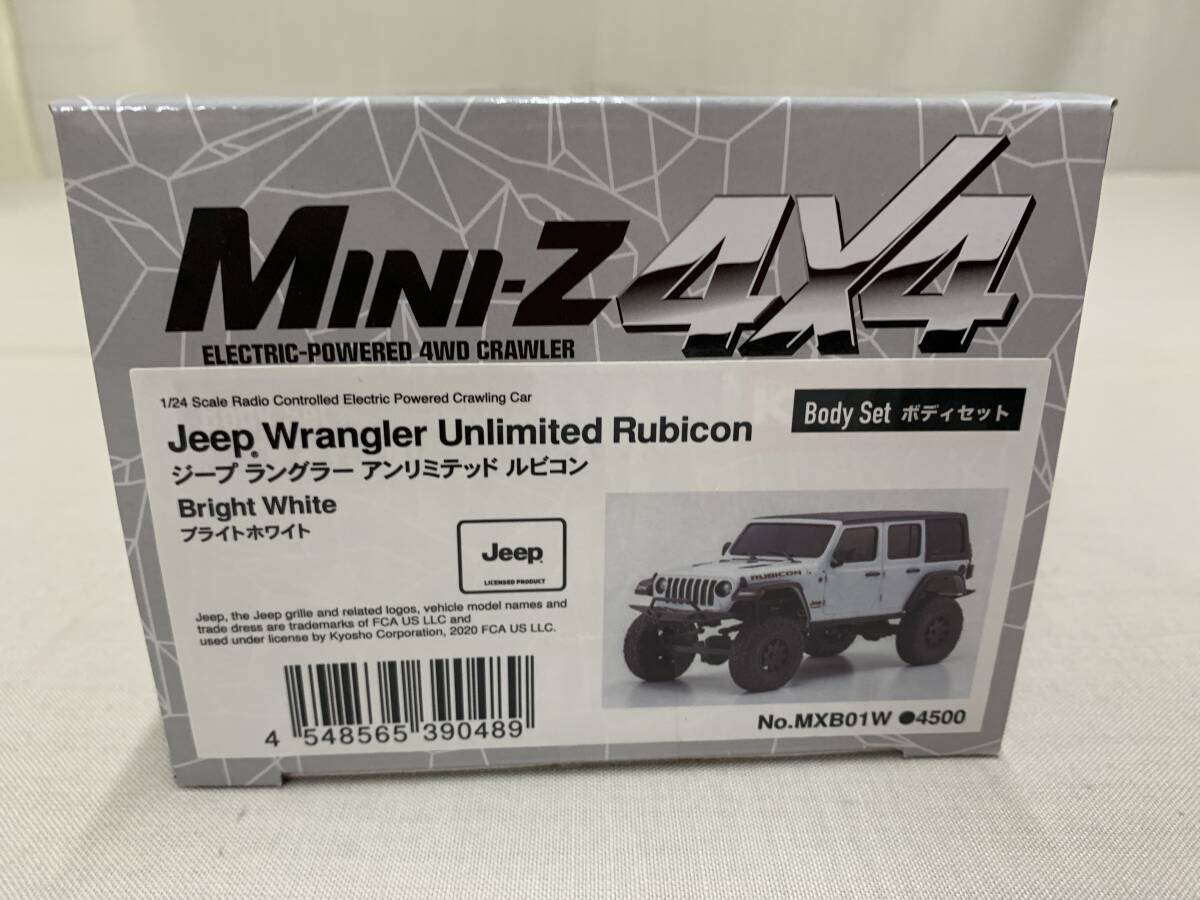 MINI-Z 4X4
ELECTRIC-POWERED 4WD CRAWLER
1/24 Scale Radio Controlled Electric Powered Crawling Car
Body Set ボディセット
Jeep® Wrangler Unlimited Rubicon
ジープ ラングラー アンリミテッド ルビコン
Bright White
ブライトホワイト
Jeep
LICENSED PRODUCT
RUBICON
Jeep, the Jeep grille and related logos, vehicle model names and
trade dress are trademarks of FCA US LLC and
used under license by Kyosho Corporation, 2020 FCA US LLC.
4 548565 390489
No.MXB01W ●4500